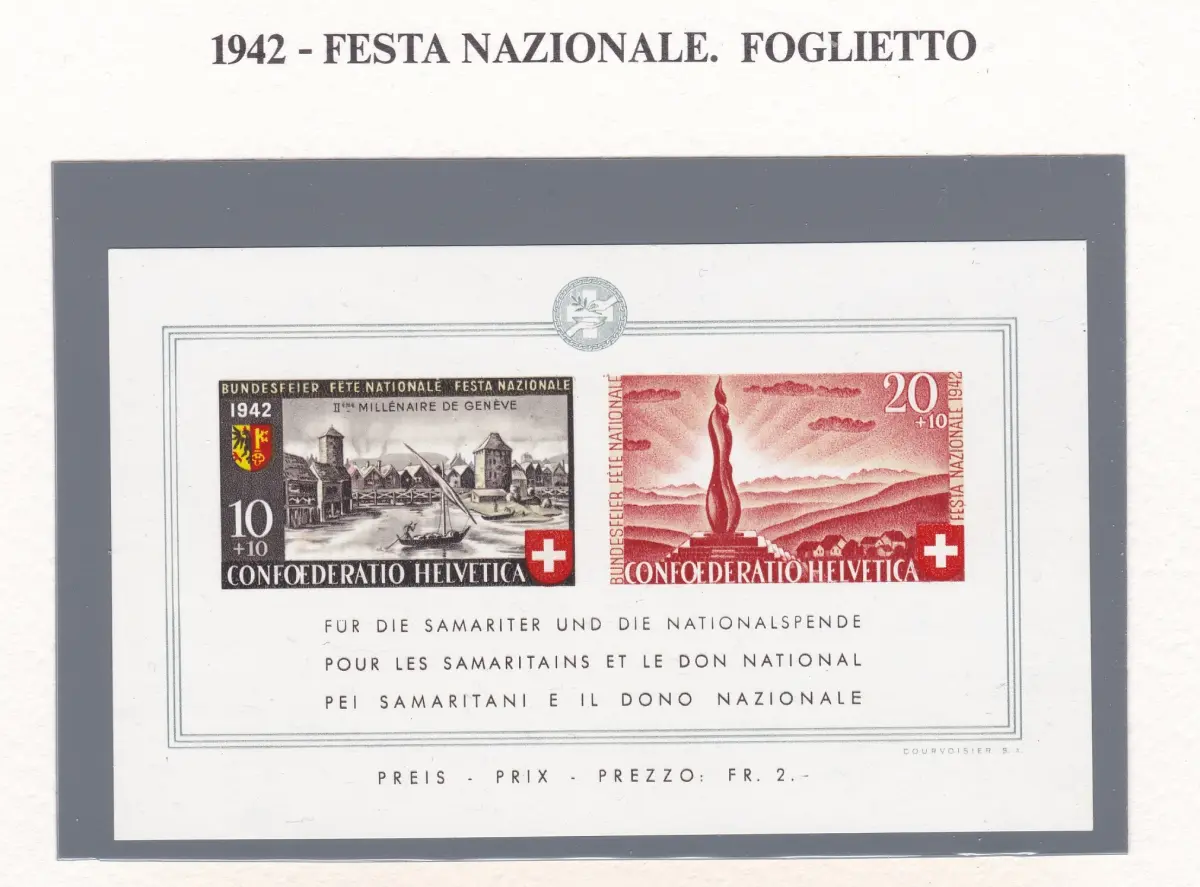 1942 - FESTA NAZIONALE. FOGLIETTO
BUNDESFEIER FÊTE NATIONALE FESTA NAZIONALE
1942
IIÈME MILLÉNAIRE DE GENÈVE
10
+10
CONFOEDERATIO HELVETICA
BUNDESFEIER FÊTE NATIONALE
20
+10
FESTA NAZIONALE 1942
CONFOEDERATIO HELVETICA
FÜR DIE SAMARITER UND DIE NATIONALSPENDE
POUR LES SAMARITAINS ET LE DON NATIONAL
PEI SAMARITANI E IL DONO NAZIONALE
COURVOISIER S.A.
PREIS - PRIX - PREZZO: FR. 2.-